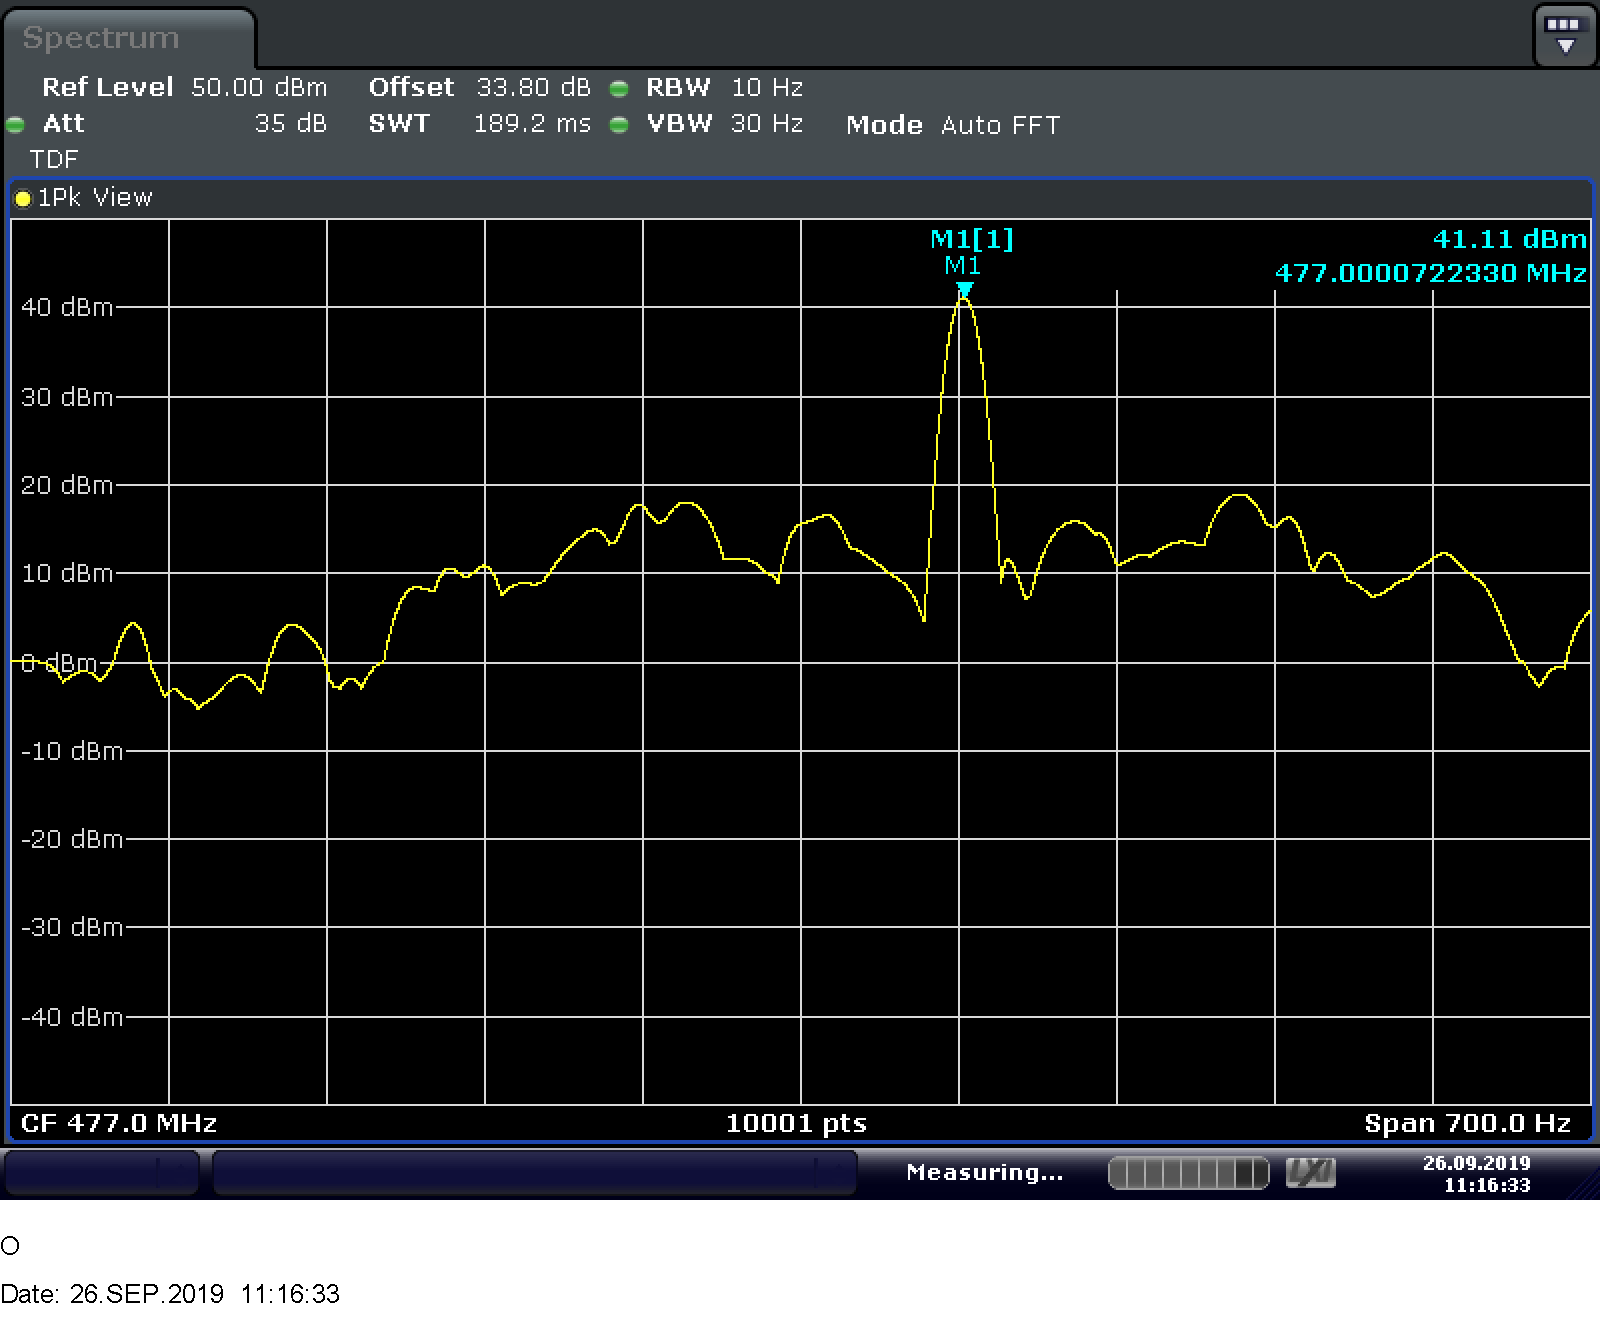 Spectrum
Ref Level 50.00 dBm Offset 33.80 dB RBW 10 Hz
Att 35 dB SWT 189.2 ms VBW 30 Hz Mode Auto FFT
TDF
1Pk View
M1[1] 41.11 dBm
M1
477.0000722330 MHz
40 dBm
30 dBm
20 dBm
10 dBm
0 dBm
-10 dBm
-20 dBm
-30 dBm
-40 dBm
CF 477.0 MHz 10001 pts Span 700.0 Hz
Measuring... LXI 26.09.2019
11:16:33
O
Date: 26.SEP.2019 11:16:33